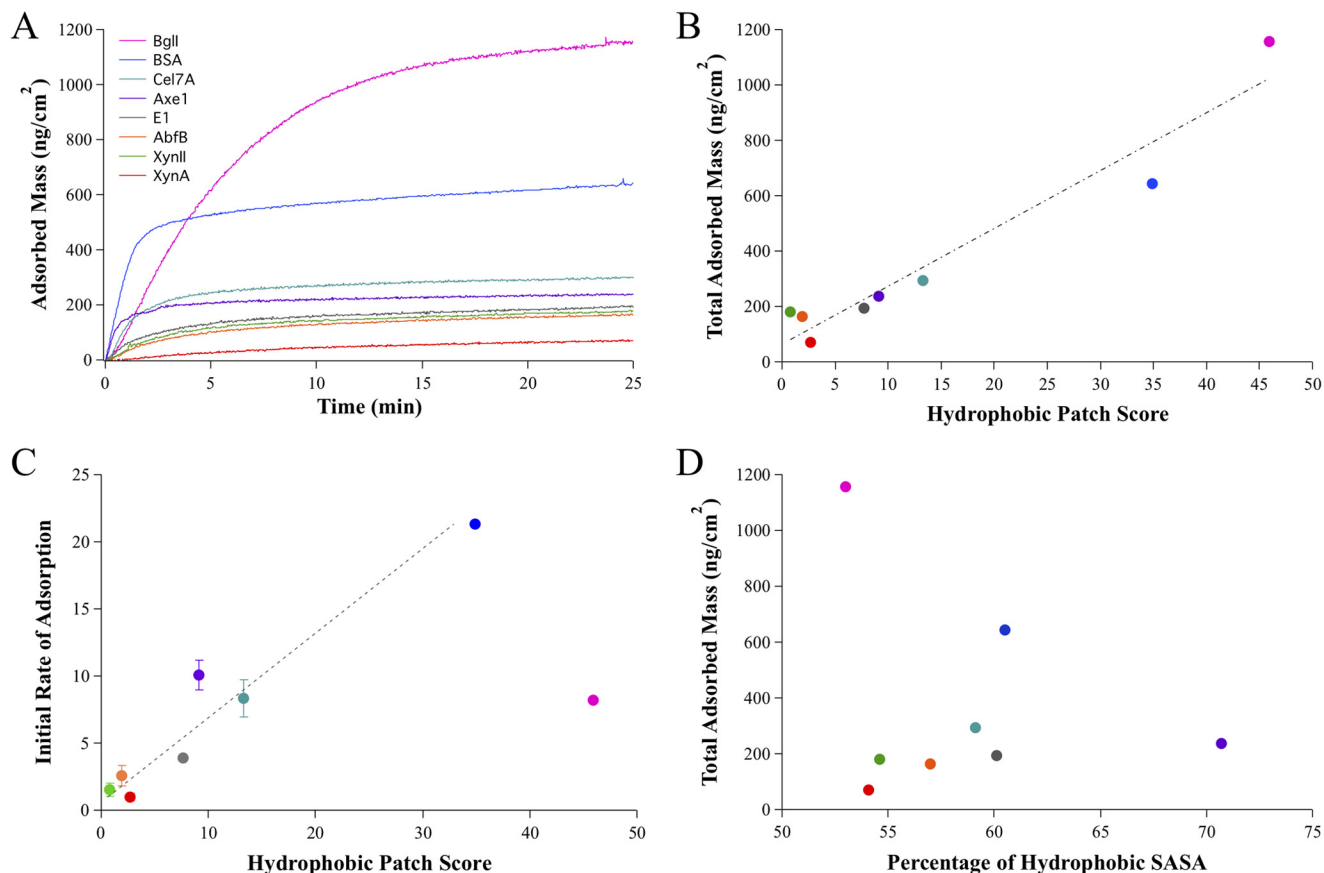 A
Adsorbed Mass (ng/cm²)
1200
1000
800
600
400
200
0
BglI
BSA
Cel7A
Axe1
E1
AbfB
XynII
XynA
0 5 10 15 20 25
Time (min)
B
Total Adsorbed Mass (ng/cm²)
1200
1000
800
600
400
200
0
0 5 10 15 20 25 30 35 40 45 50
Hydrophobic Patch Score
C
Initial Rate of Adsorption
25
20
15
10
5
0
0 10 20 30 40 50
Hydrophobic Patch Score
D
Total Adsorbed Mass (ng/cm²)
1200
1000
800
600
400
200
0
50 55 60 65 70 75
Percentage of Hydrophobic SASA